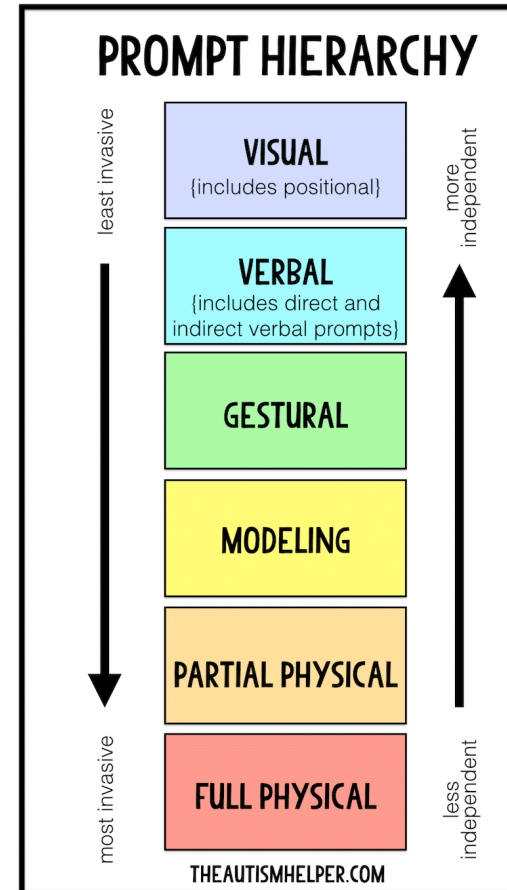 PROMPT HIERARCHY
least invasive
more
independent
VISUAL
{includes positional}
VERBAL
{includes direct and
indirect verbal prompts}
GESTURAL
MODELING
PARTIAL PHYSICAL
FULL PHYSICAL
most invasive
less
independent
THEAUTISMHELPER.COM